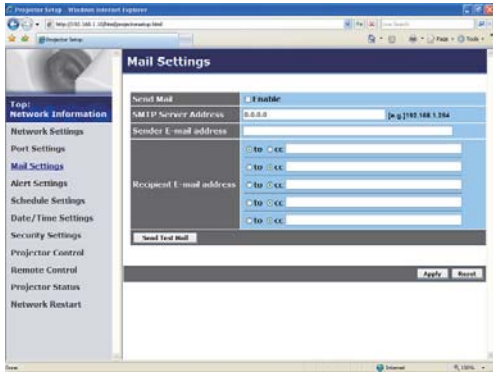 Projector Setup - Windows Internet Explorer
Projector Setup
Page
Tools
Mail Settings
Top:
Network Information
Network Settings
Port Settings
Mail Settings
Alert Settings
Schedule Settings
Date/Time Settings
Security Settings
Projector Control
Remote Control
Projector Status
Network Restart
Send Mail
Enable
SMTP Server Address
0.0.0.0
[e.g.]192.168.1.254
Sender E-mail address
Recipient E-mail address
to cc
to cc
to cc
to cc
to cc
Send Test Mail
Apply Reset
Done
Internet
100%